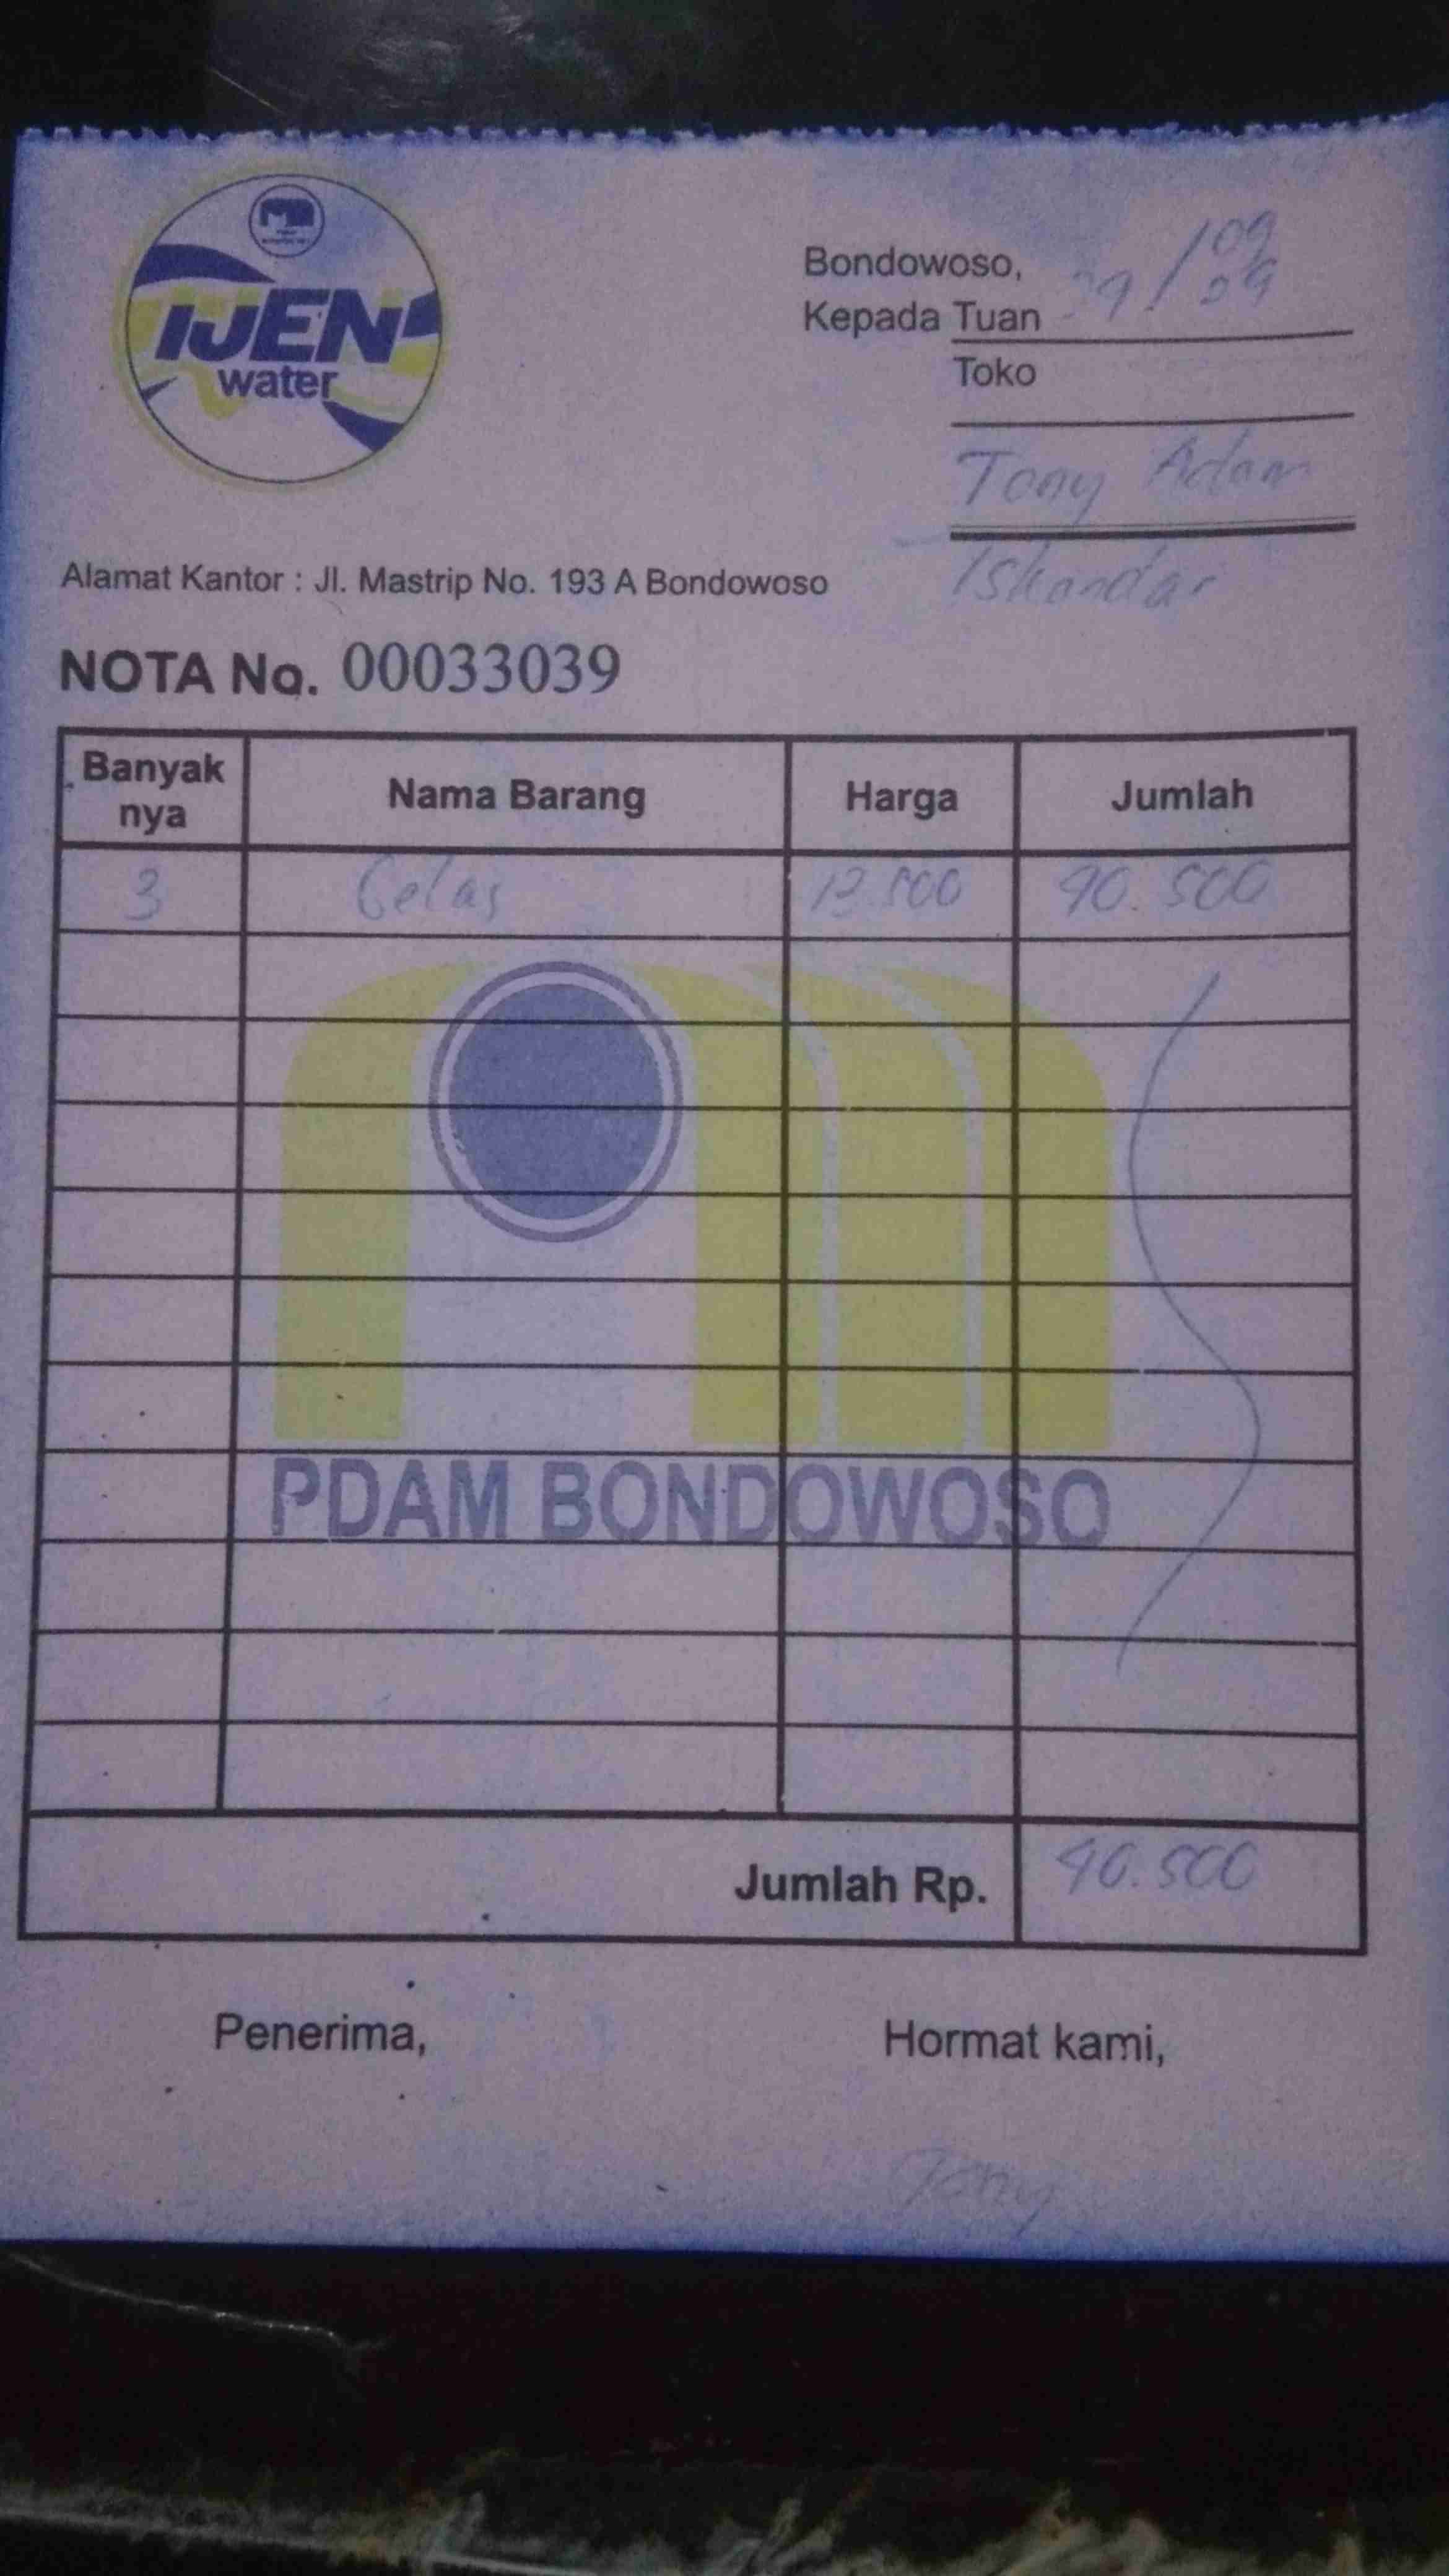 IJEN
water
Bondowoso, 09
Kepada Tuan
Toko
Tony Adam
Iskandar
Alamat Kantor : Jl. Mastrip No. 193 A Bondowoso
NOTA No. 00033039
Banyak nya Nama Barang Harga Jumlah
3 Gelas 13.500 40.500
PDAM BONDOWOSO
Jumlah Rp. 40.500
Penerima, Hormat kami,
Tony